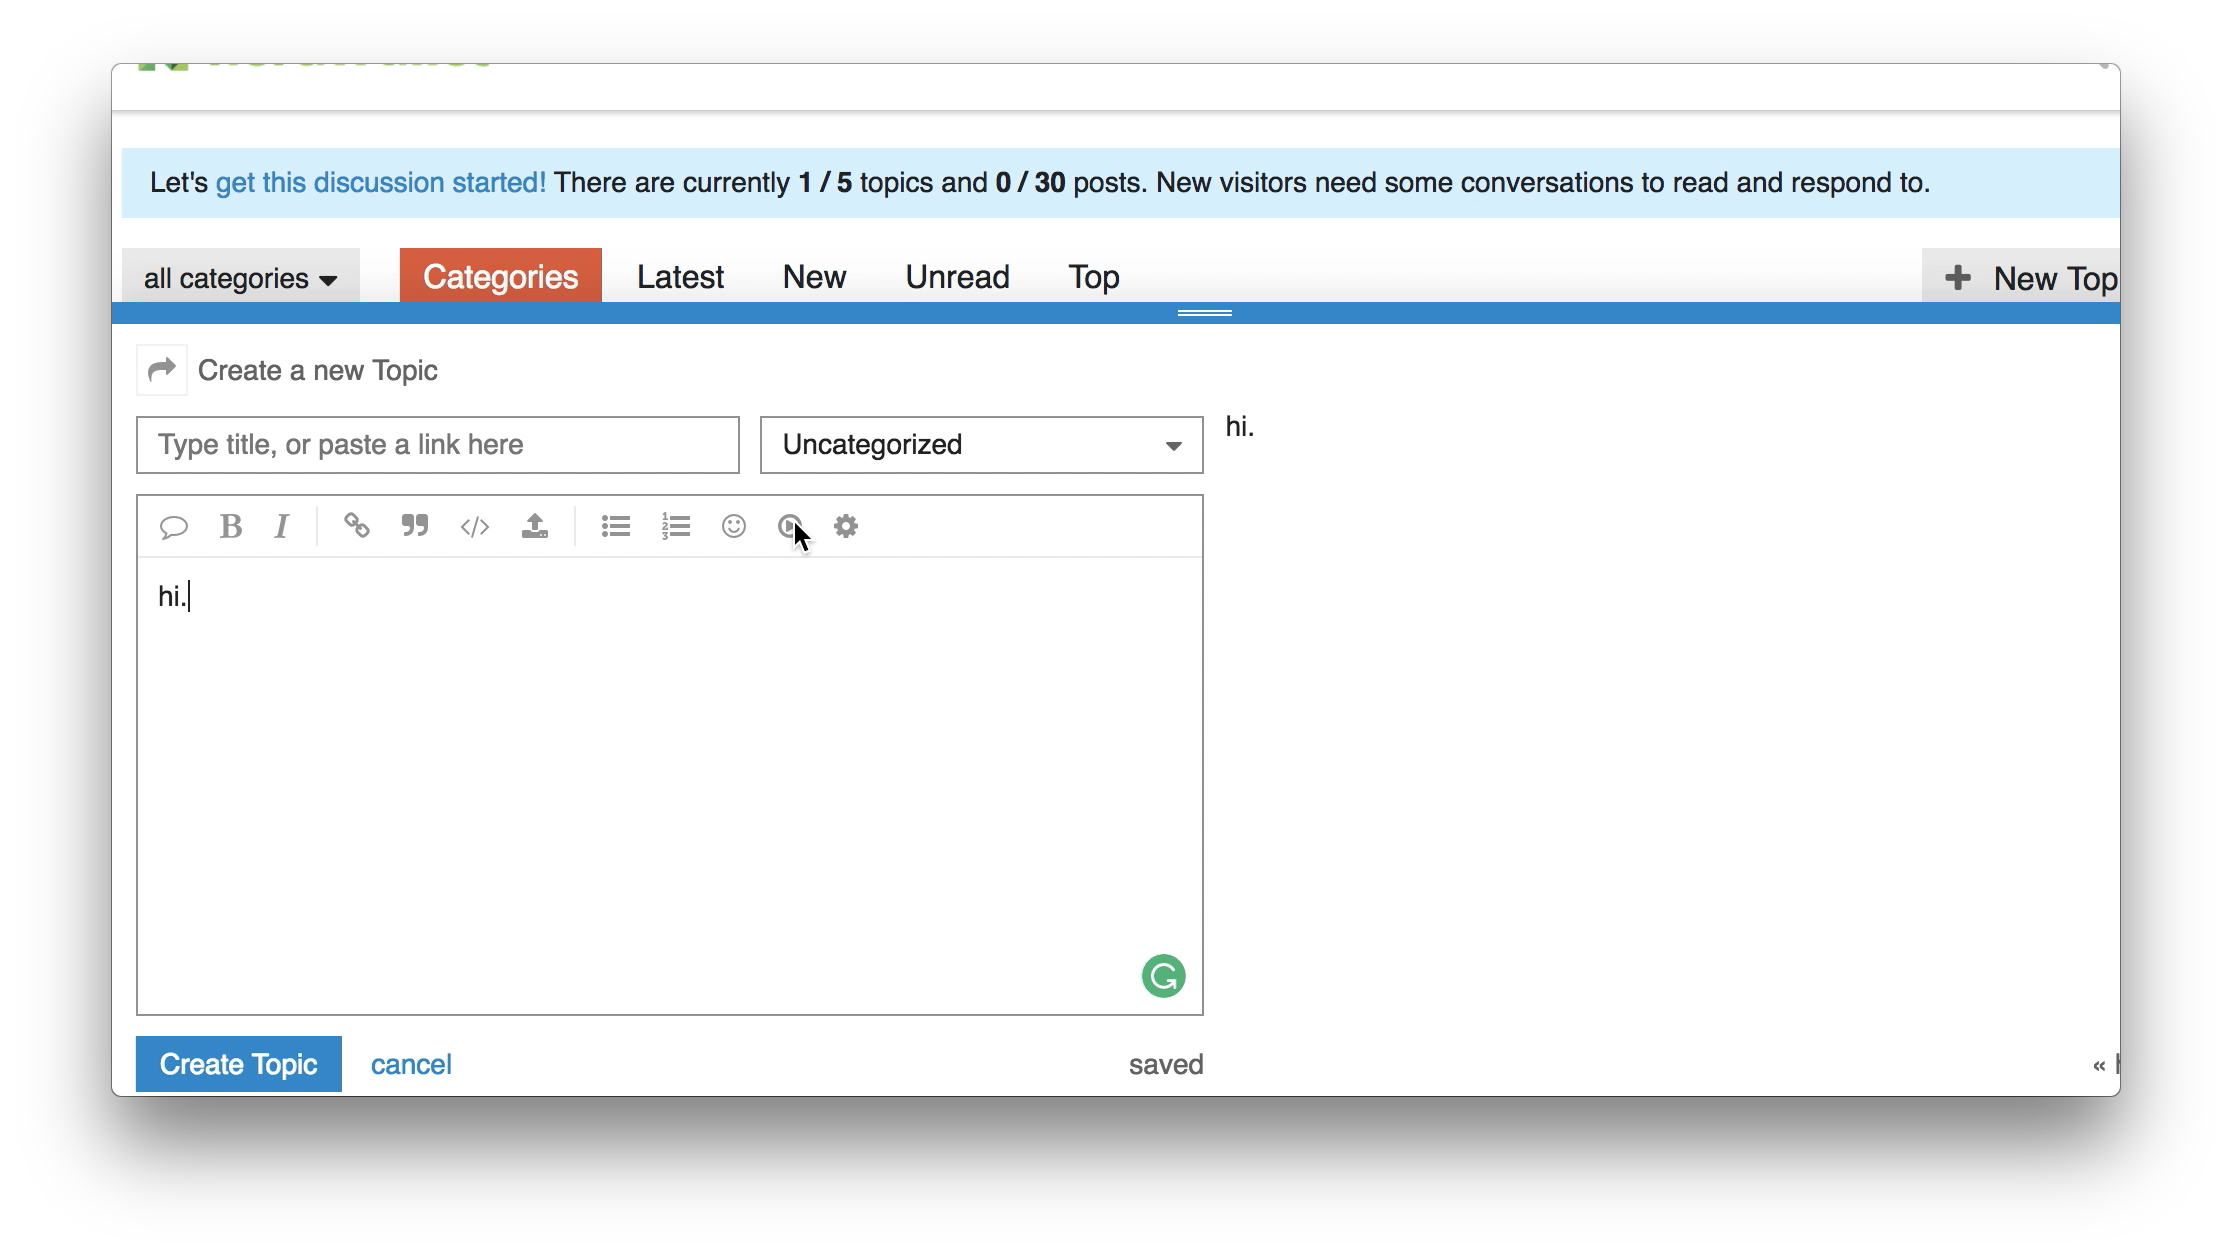 Let's get this discussion started! There are currently 1 / 5 topics and 0 / 30 posts. New visitors need some conversations to read and respond to.
all categories Categories Latest New Unread Top + New Top
Create a new Topic
Type title, or paste a link here Uncategorized hi.
B I </>
hi.
Create Topic cancel saved «